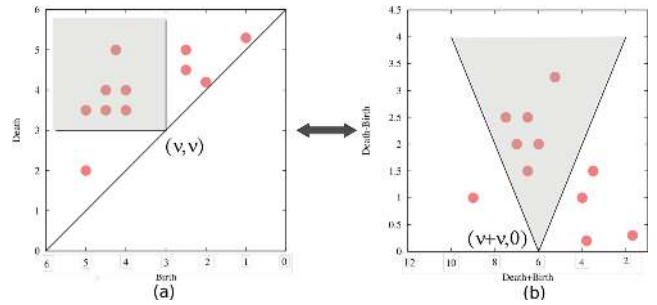 6
5
4
3
2
1
0
Death
(ν,ν)
6 5 4 3 2 1 0
Birth
(a)
4.5
4
3.5
3
2.5
2
1.5
1
0.5
0
Death-Birth
(ν+ν,0)
12 10 8 6 4 2
Death+Birth
(b)